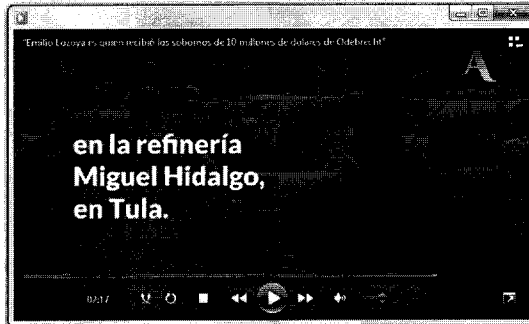 "Emilio Lozoya es quien recibió los sobornos de 10 millones de dolares de Odebrecht"
A
en la refinería
Miguel Hidalgo,
en Tula.
02:17